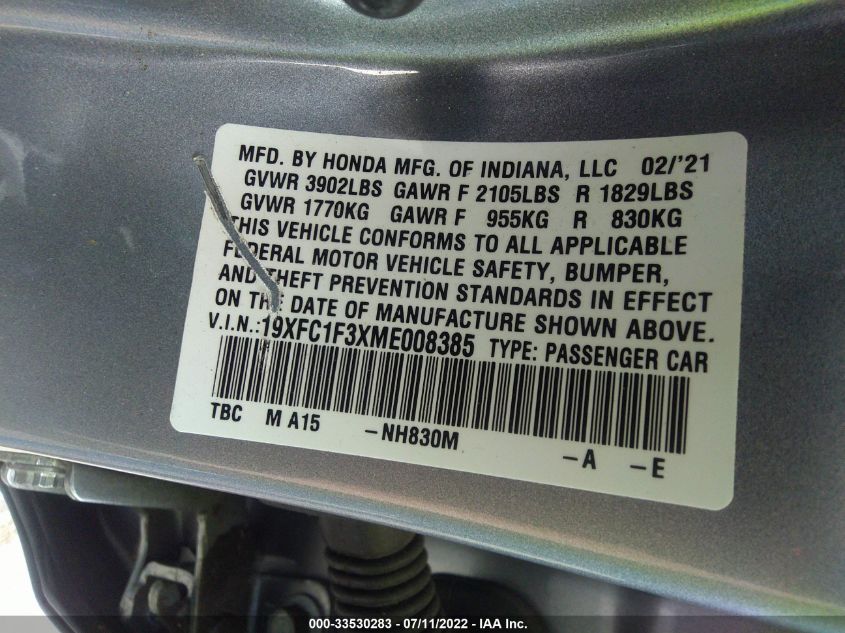 MFD. BY HONDA MFG. OF INDIANA, LLC 02/'21
GVWR 3902LBS GAWR F 2105LBS R 1829LBS
GVWR 1770KG GAWR F 955KG R 830KG
THIS VEHICLE CONFORMS TO ALL APPLICABLE
FEDERAL MOTOR VEHICLE SAFETY, BUMPER,
AND THEFT PREVENTION STANDARDS IN EFFECT
ON THE DATE OF MANUFACTURE SHOWN ABOVE.
V.I.N.:19XFC1F3XME008385 TYPE: PASSENGER CAR
TBC M A15 -NH830M -A -E
000-33530283 - 07/11/2022 - IAA Inc.